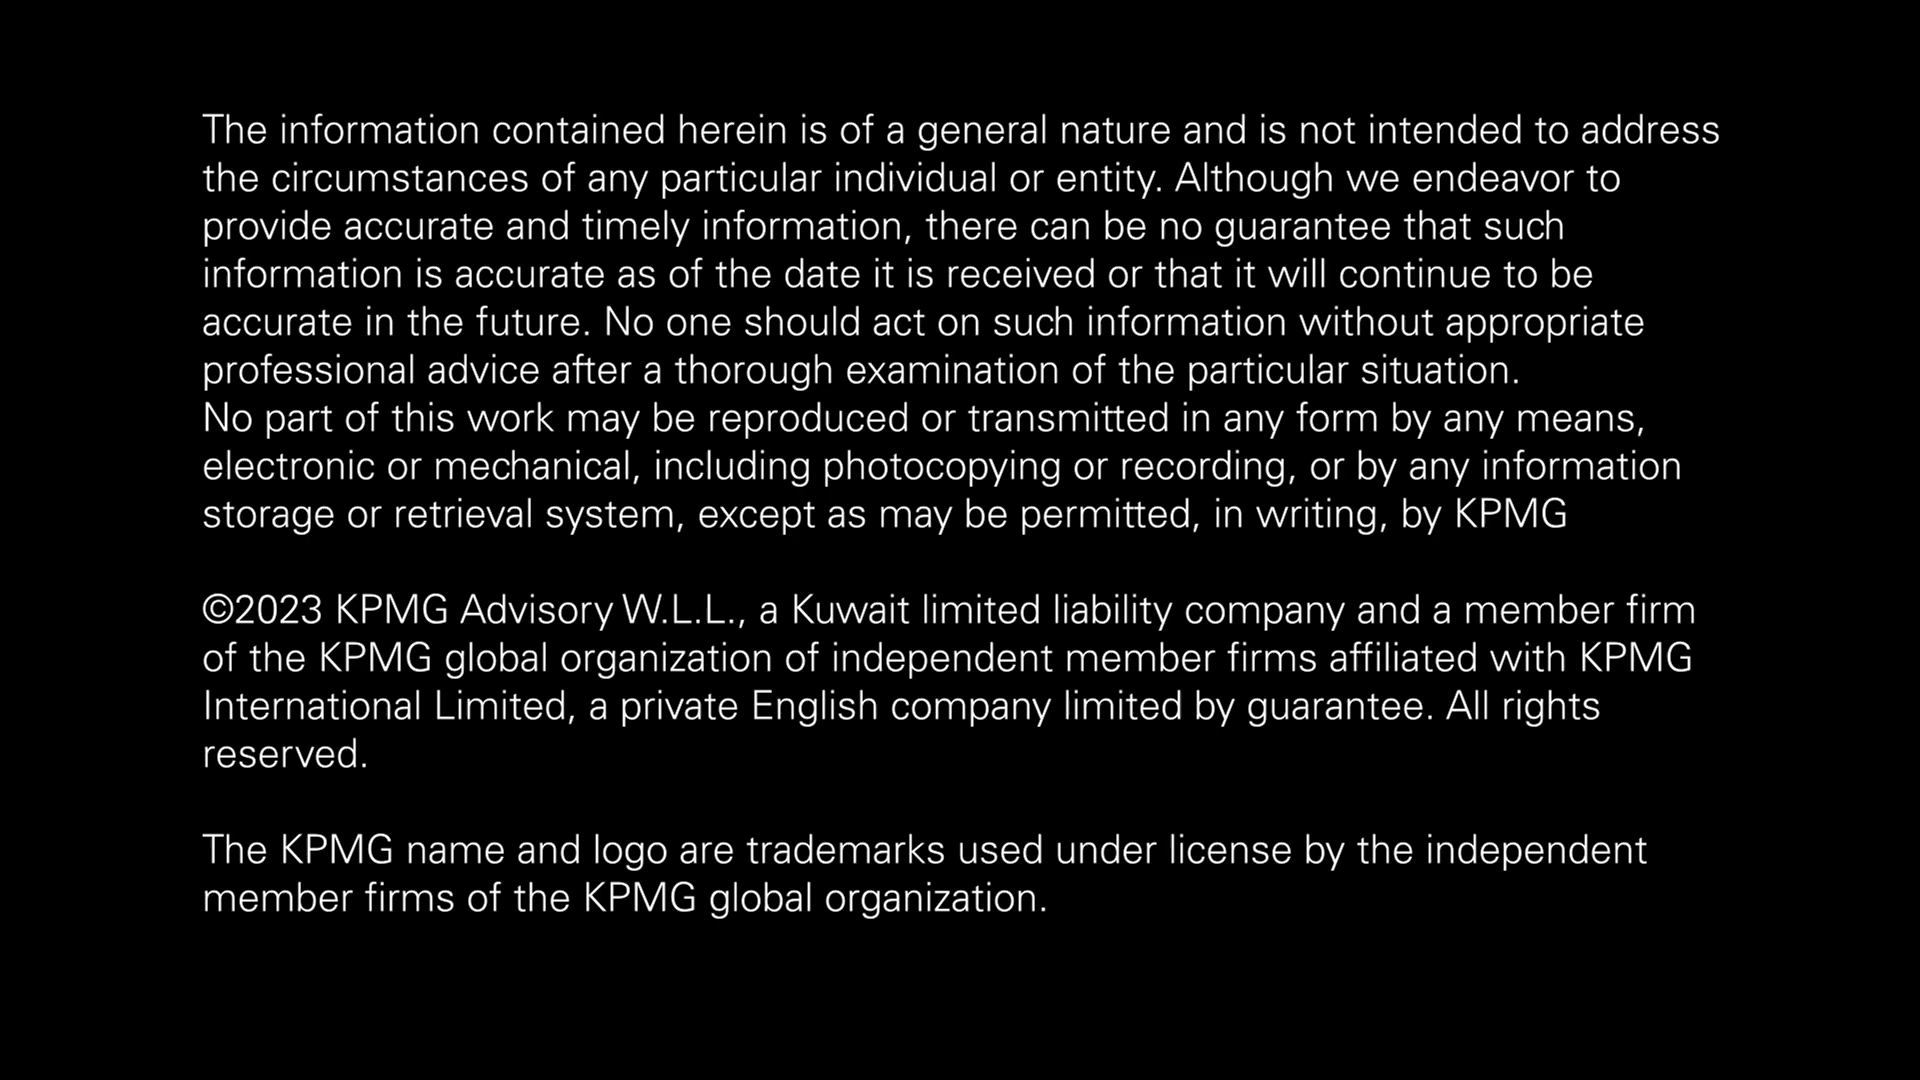 The information contained herein is of a general nature and is not intended to address
the circumstances of any particular individual or entity. Although we endeavor to
provide accurate and timely information, there can be no guarantee that such
information is accurate as of the date it is received or that it will continue to be
accurate in the future. No one should act on such information without appropriate
professional advice after a thorough examination of the particular situation.
No part of this work may be reproduced or transmitted in any form by any means,
electronic or mechanical, including photocopying or recording, or by any information
storage or retrieval system, except as may be permitted, in writing, by KPMG
©2023 KPMG Advisory W.L.L., a Kuwait limited liability company and a member firm
of the KPMG global organization of independent member firms affiliated with KPMG
International Limited, a private English company limited by guarantee. All rights
reserved.
The KPMG name and logo are trademarks used under license by the independent
member firms of the KPMG global organization.